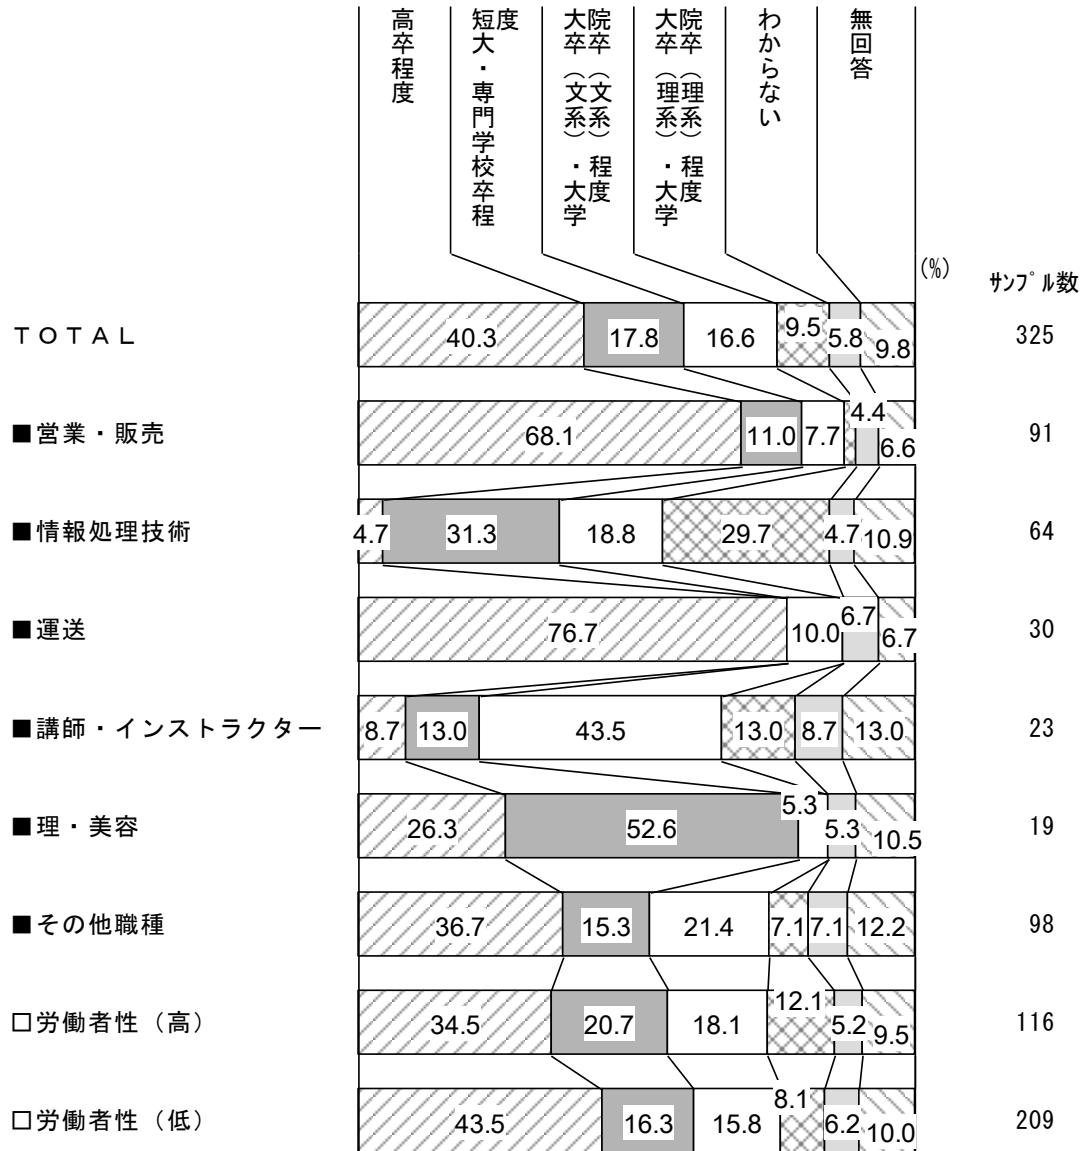 高卒程度
短大・専門学校卒程度
大卒（文系）・大学院卒（文系）程度
大卒（理系）・大学院卒（理系）程度
わからない
無回答
(%)
ｻﾝﾌﾟﾙ数
ＴＯＴＡＬ 40.3 17.8 16.6 9.5 5.8 9.8 325
■営業・販売 68.1 11.0 7.7 4.4 6.6 91
■情報処理技術 4.7 31.3 18.8 29.7 4.7 10.9 64
■運送 76.7 10.0 6.7 6.7 30
■講師・インストラクター 8.7 13.0 43.5 13.0 8.7 13.0 23
■理・美容 26.3 52.6 5.3 5.3 10.5 19
■その他職種 36.7 15.3 21.4 7.1 7.1 12.2 98
□労働者性（高） 34.5 20.7 18.1 12.1 5.2 9.5 116
□労働者性（低） 43.5 16.3 15.8 8.1 6.2 10.0 209